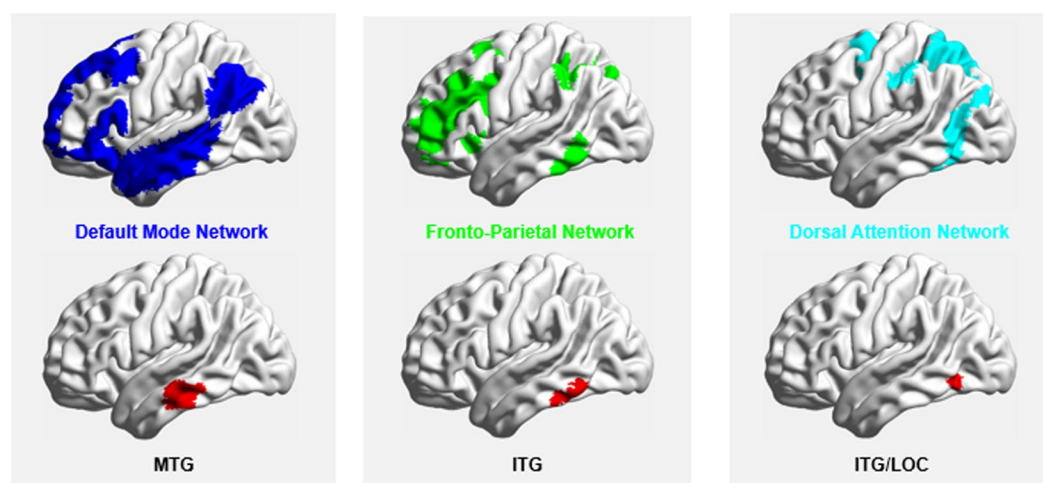 Default Mode Network
Fronto-Parietal Network
Dorsal Attention Network
MTG
ITG
ITG/LOC